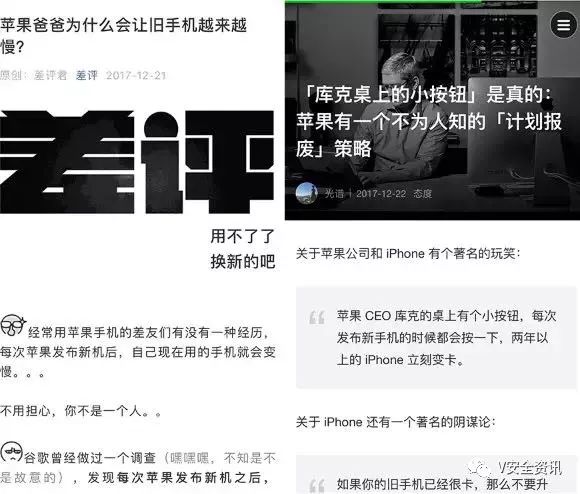 苹果爸爸为什么会让旧手机越来越
慢?
原创: 差评君 差评 2017-12-21
差评
用不了了
换新的吧
经常用苹果手机的差友们有没有一种经历,
每次苹果发布新机后，自己现在用的手机就会变
慢。。。
不用担心，你不是一个人。。
谷歌曾经做过一个调查（嘿嘿嘿，不知是不
是故意的），发现每次苹果发布新机之后，
「库克桌上的小按钮」是真的：
苹果有一个不为人知的「计划报
废」策略
光谱 | 2017-12-22 态度
关于苹果公司和 iPhone 有个著名的玩笑：
苹果 CEO 库克的桌上有个小按钮，每次
发布新手机的时候都会按一下，两年以
上的 iPhone 立刻变卡。
关于 iPhone 还有一个著名的阴谋论：
如果你的旧手机已经很卡，那么不要升
V安全资讯